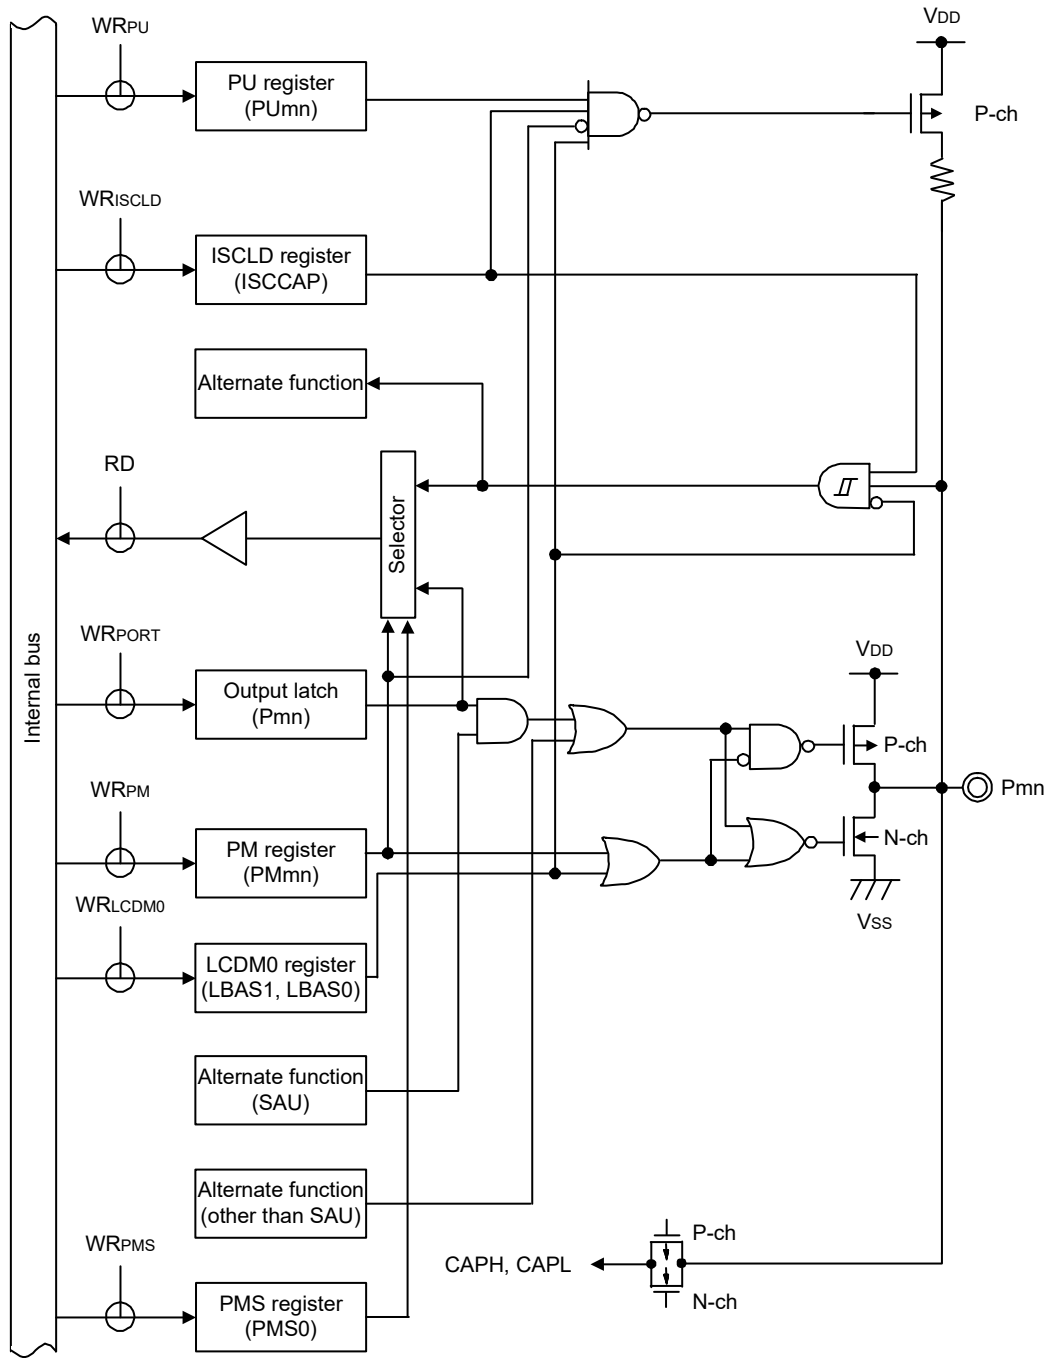 WRPU
VDD
PU register
(PUmn)
P-ch
WRISCLD
ISCLD register
(ISCCAP)
Alternate function
RD
Selector
Internal bus
WRPORT
Output latch
(Pmn)
VDD
P-ch
Pmn
WRPM
PM register
(PMmn)
N-ch
WRLCDM0
VSS
LCDM0 register
(LBAS1, LBAS0)
Alternate function
(SAU)
Alternate function
(other than SAU)
WRPMS
P-ch
CAPH, CAPL
PMS register
(PMS0)
N-ch